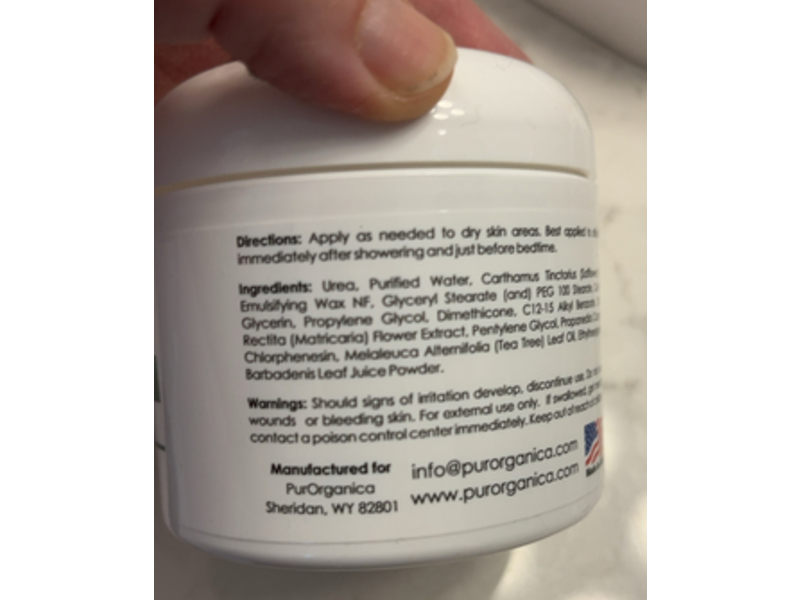 Directions: Apply as needed to dry skin areas. Best applied
immediately after showering and just before bedtime.
Ingredients: Urea, Purified Water, Carthamus Tinctorius
Emulsifying Wax NF, Glyceryl Stearate (and) PEG 100 Stearate,
Glycerin, Propylene Glycol, Dimethicone, C12-15 Alkyl
Rectita (Matricaria) Flower Extract, Pentylene Glycol,
Chlorphenesin, Melaleuca Alternifolia (Tea Tree) Leaf Oil,
Barbadenis Leaf Juice Powder.
Warnings: Should signs of irritation develop, discontinue use.
wounds or bleeding skin. For external use only. If swallowed,
contact a poison control center immediately. Keep out of reach
Manufactured for
PurOrganica
Sheridan, WY 82801
info@purorganica.com
www.purorganica.com